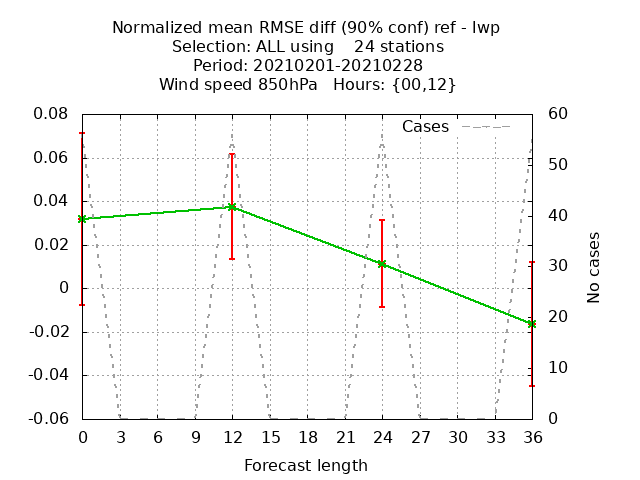 Normalized mean RMSE diff (90% conf) ref - lwp
Selection: ALL using    24 stations
Period: 20210201-20210228
Wind speed 850hPa   Hours: {00,12}
Cases
0.08
0.06
0.04
0.02
0
-0.02
-0.04
-0.06
60
50
40
30
20
10
0
No cases
0 3 6 9 12 15 18 21 24 27 30 33 36
Forecast length